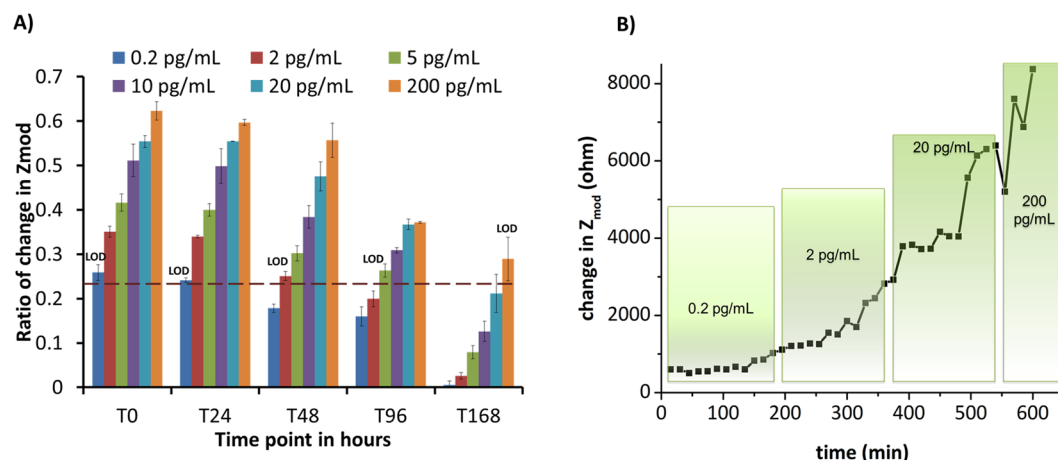 A)
0.2 pg/mL 2 pg/mL 5 pg/mL
10 pg/mL 20 pg/mL 200 pg/mL
Ratio of change in Zmod
0.7
0.6
0.5
0.4
0.3
0.2
0.1
0
LOD
LOD
LOD
LOD
LOD
T0 T24 T48 T96 T168
Time point in hours
B)
change in Zmod (ohm)
8000
6000
4000
2000
0
0.2 pg/mL
2 pg/mL
20 pg/mL
200
pg/mL
0 100 200 300 400 500 600
time (min)